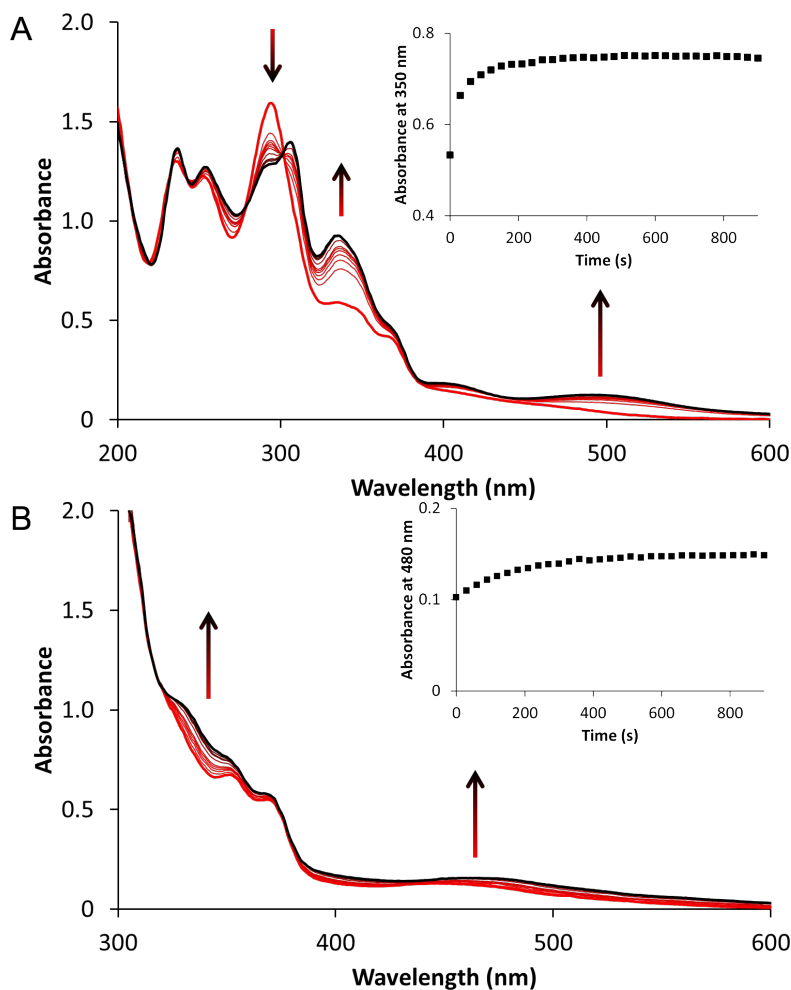 A
2.0
1.5
1.0
0.5
0
Absorbance
200 300 400 500 600
Wavelength (nm)
0.8
0.6
0.4
Absorbance at 350 nm
0 200 400 600 800
Time (s)
B
2.0
1.5
1.0
0.5
0
Absorbance
300 400 500 600
Wavelength (nm)
0.2
0.1
0
Absorbance at 480 nm
0 200 400 600 800
Time (s)